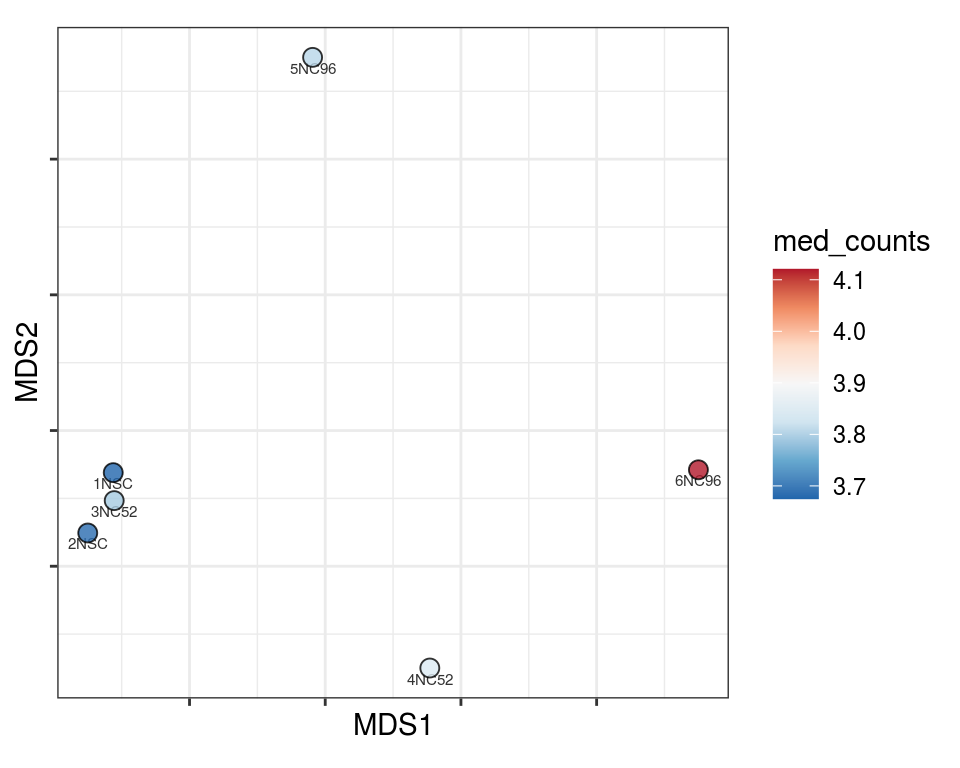 5NC96
1NSC
3NC52
2NSC
6NC96
4NC52
MDS2
MDS1
med_counts
4.1
4.0
3.9
3.8
3.7